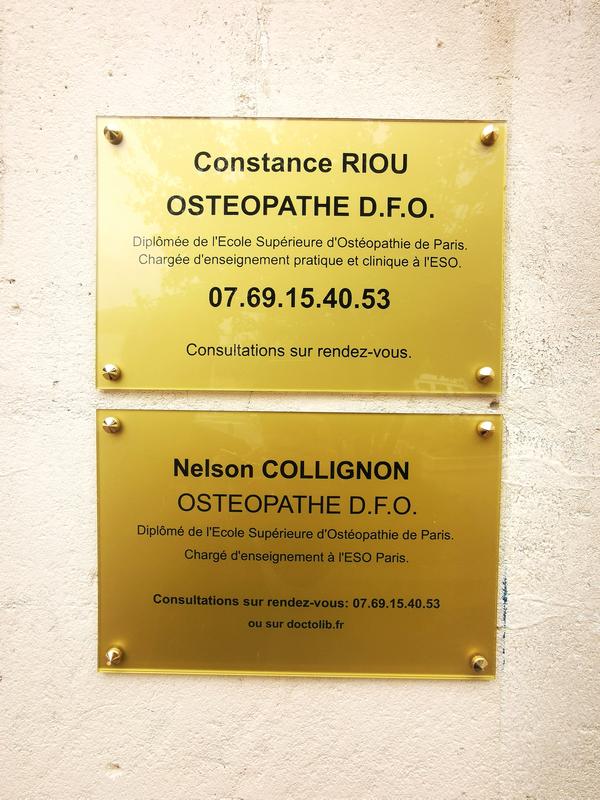 Constance RIOU
OSTEOPATHE D.F.O.
Diplômée de l'Ecole Supérieure d'Ostéopathie de Paris.
Chargée d'enseignement pratique et clinique à l'ESO.
07.69.15.40.53
Consultations sur rendez-vous.
Nelson COLLIGNON
OSTEOPATHE D.F.O.
Diplômé de l'Ecole Supérieure d'Ostéopathie de Paris.
Chargé d'enseignement à l'ESO Paris.
Consultations sur rendez-vous: 07.69.15.40.53
ou sur doctolib.fr